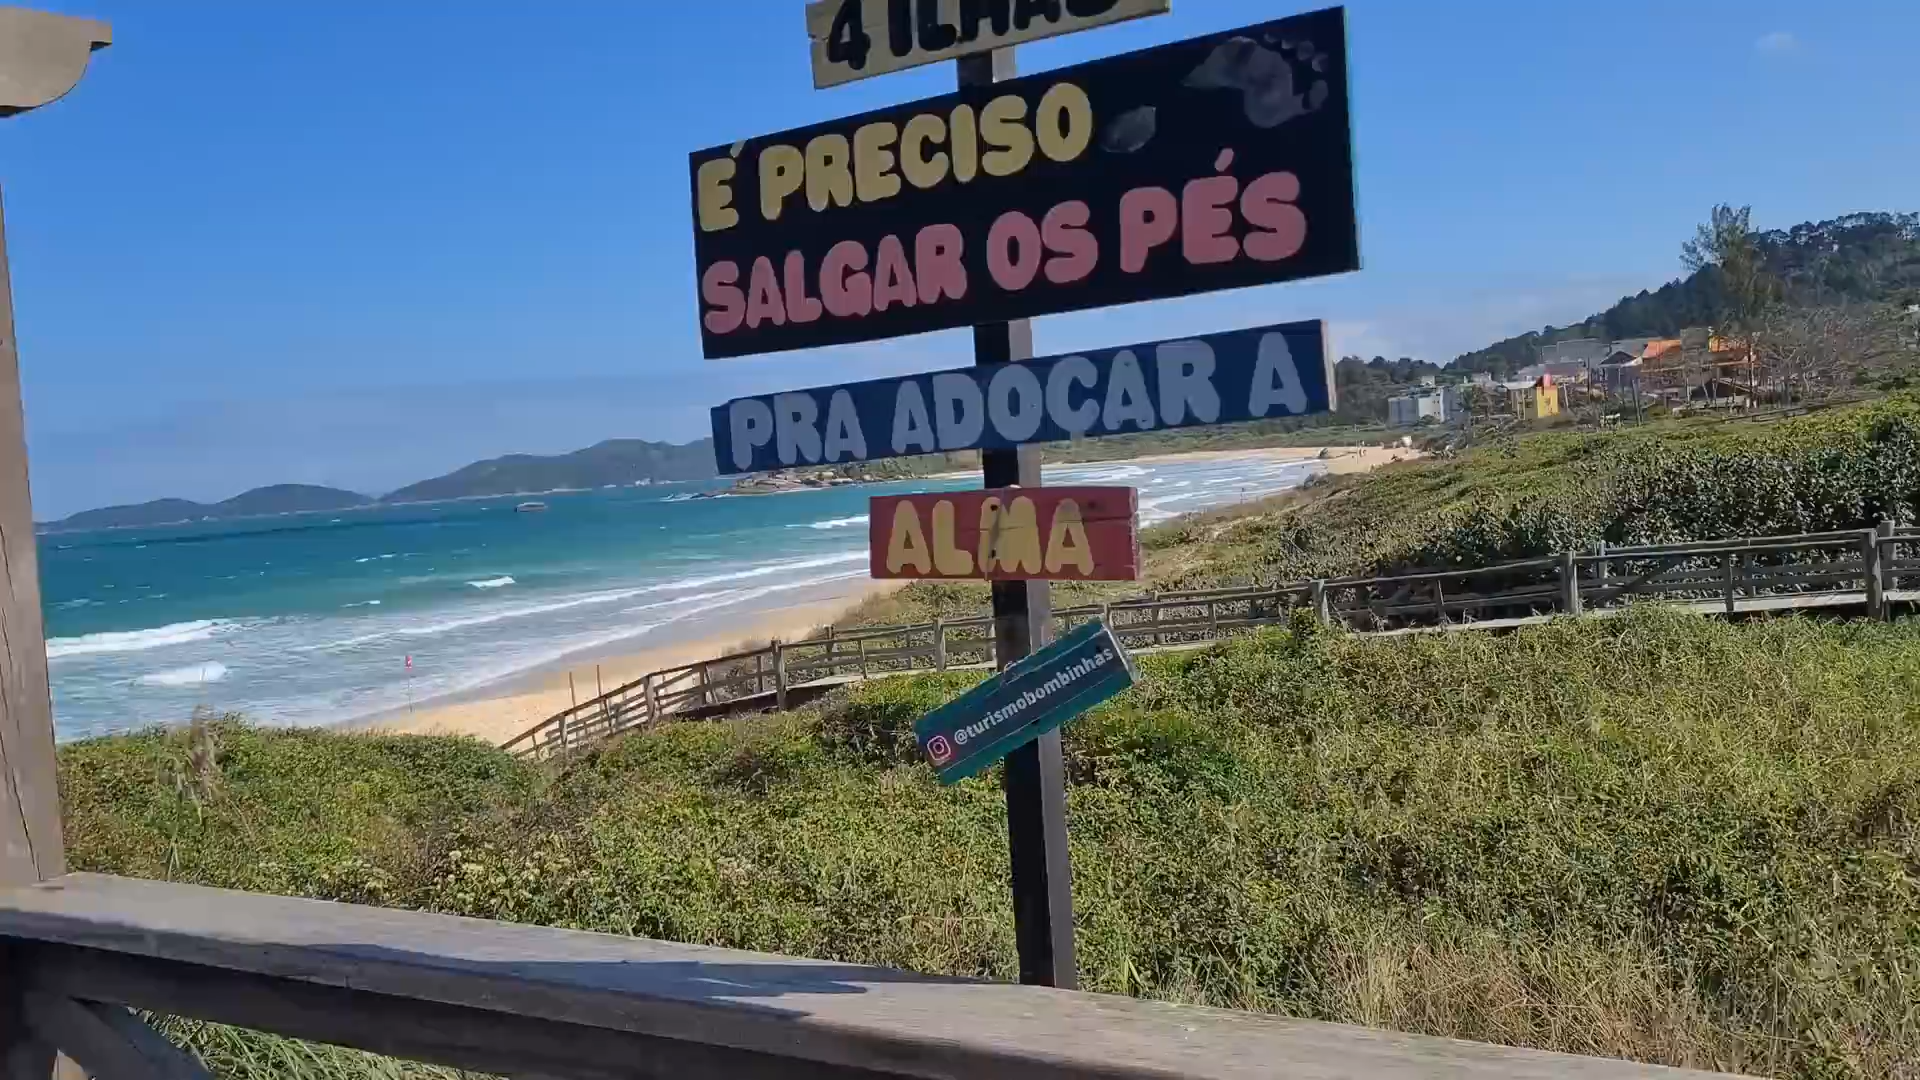 4 ILHAS
É PRECISO
SALGAR OS PÉS
PRA ADOÇAR A
ALMA
@turismobombinhas